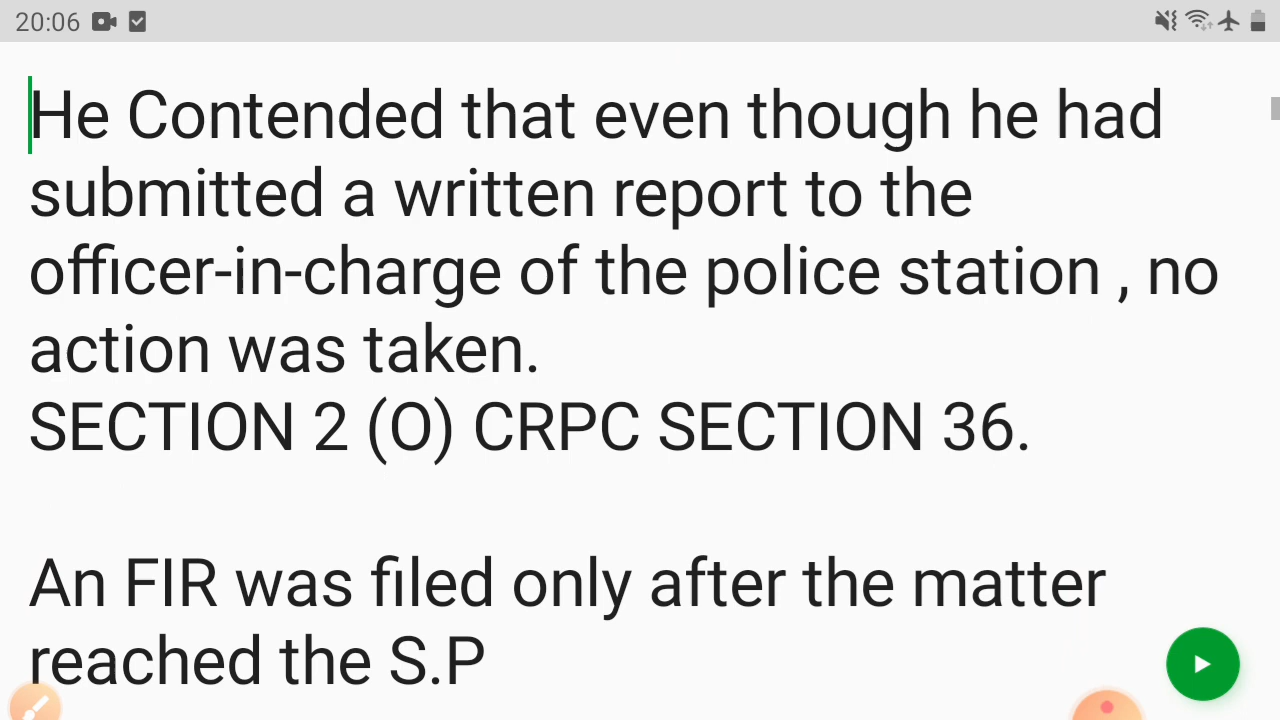 20:06
He Contended that even though he had
submitted a written report to the
officer-in-charge of the police station , no
action was taken.
SECTION 2 (O) CRPC SECTION 36.
An FIR was filed only after the matter
reached the S.P